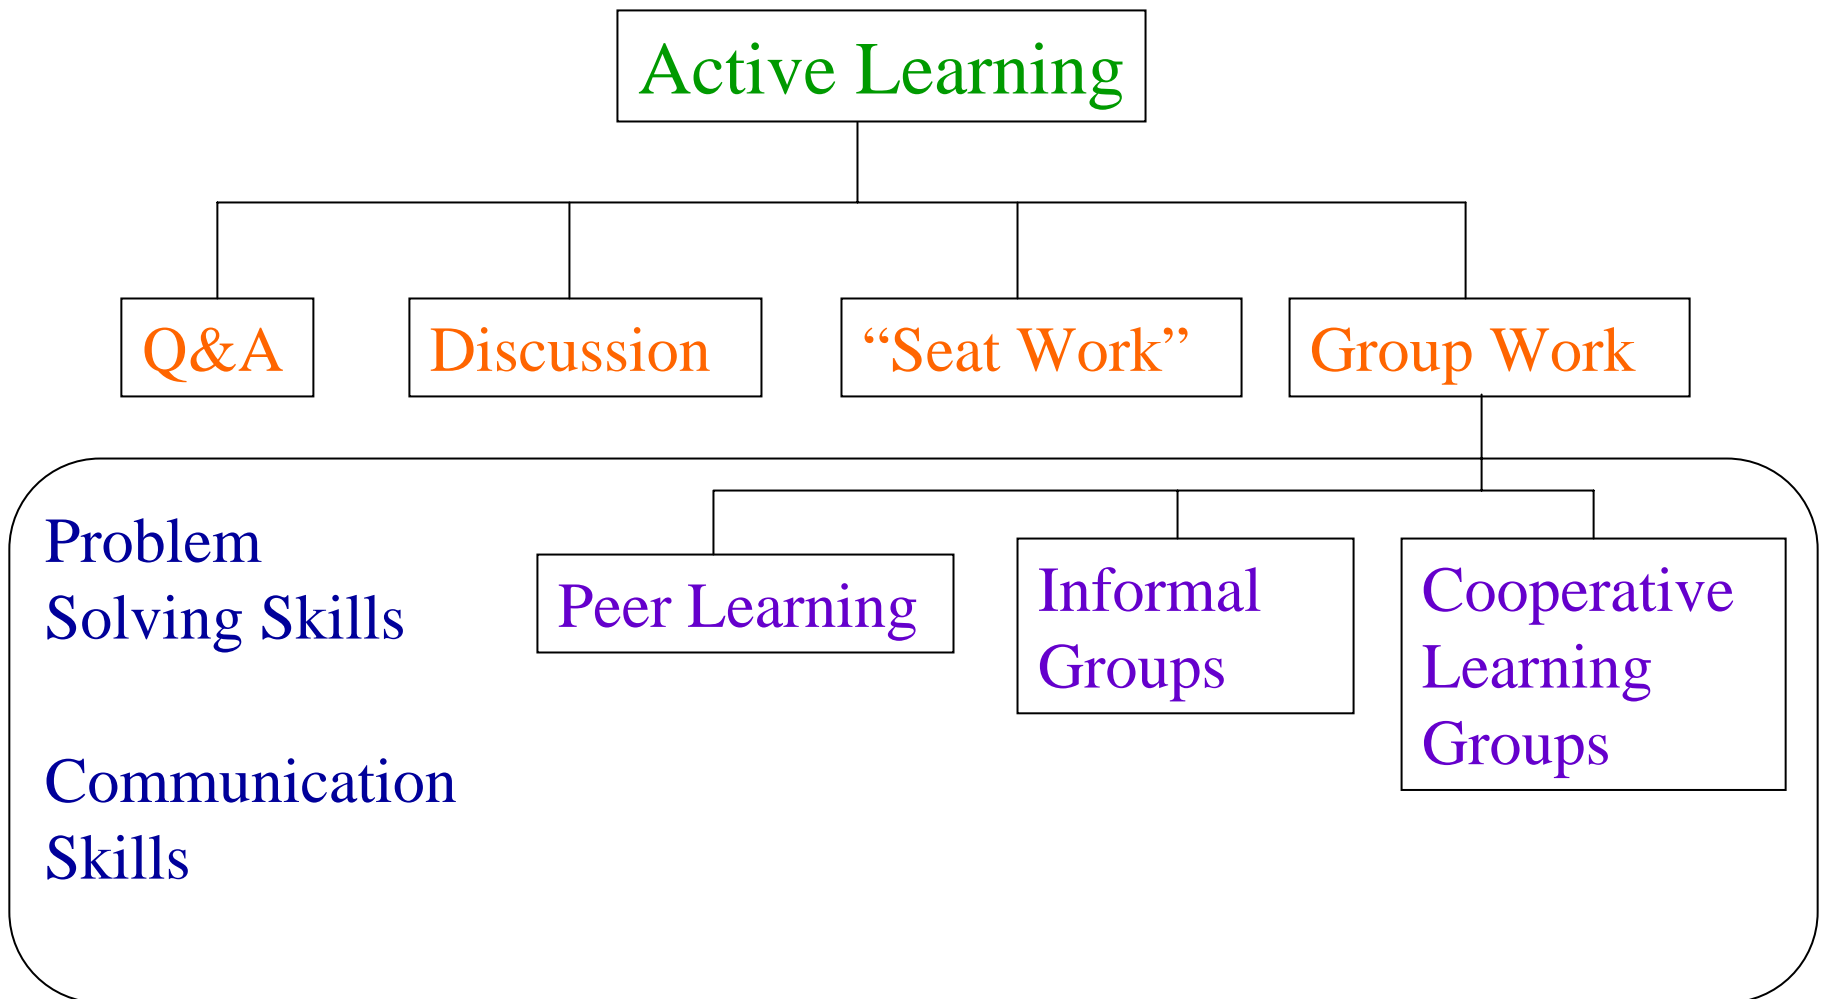 Active Learning
Q&A
Discussion
“Seat Work”
Group Work
Problem
Solving Skills
Communication
Skills
Peer Learning
Informal
Groups
Cooperative
Learning
Groups